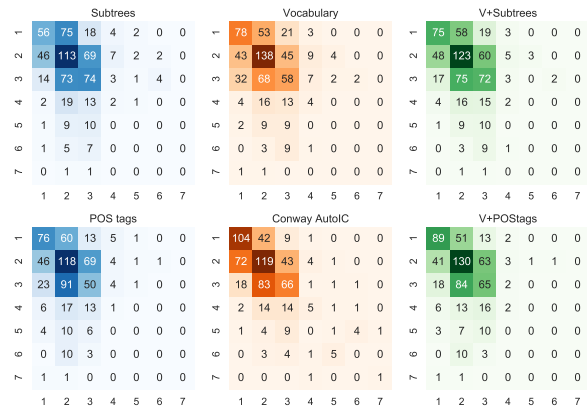 Subtrees Vocabulary V+Subtrees
1 56 75 18 4 2 0 0 1 78 53 21 3 0 0 0 1 75 58 19 3 0 0 0
2 46 113 69 7 2 2 0 2 43 138 45 9 4 0 0 2 48 123 60 5 3 0 0
3 14 73 74 3 1 4 0 3 32 68 58 7 2 2 0 3 17 75 72 3 0 2 0
4 2 19 13 2 1 0 0 4 4 16 13 4 0 0 0 4 4 16 15 2 0 0 0
5 1 9 10 0 0 0 0 5 2 9 9 0 0 0 0 5 1 9 10 0 0 0 0
6 1 5 7 0 0 0 0 6 0 3 9 1 0 0 0 6 0 3 9 1 0 0 0
7 0 1 1 0 0 0 0 7 1 1 0 0 0 0 0 7 0 1 1 0 0 0 0
1 2 3 4 5 6 7 1 2 3 4 5 6 7 1 2 3 4 5 6 7
POS tags Conway AutoIC V+POStags
1 76 60 13 5 1 0 0 1 104 42 9 1 0 0 0 1 89 51 13 2 0 0 0
2 46 118 69 4 1 1 0 2 72 119 43 4 1 0 0 2 41 130 63 3 1 1 0
3 23 91 50 4 1 0 0 3 18 83 66 1 1 0 0 3 18 84 65 2 0 0 0
4 6 17 13 1 0 0 0 4 2 14 14 5 1 1 0 4 6 13 16 2 0 0 0
5 4 10 6 0 0 0 0 5 1 4 9 0 1 4 1 5 3 7 10 0 0 0 0
6 0 10 3 0 0 0 0 6 0 3 4 1 5 0 0 6 0 10 3 0 0 0 0
7 1 1 0 0 0 0 0 7 0 0 0 1 0 0 1 7 1 1 0 0 0 0 0
1 2 3 4 5 6 7 1 2 3 4 5 6 7 1 2 3 4 5 6 7